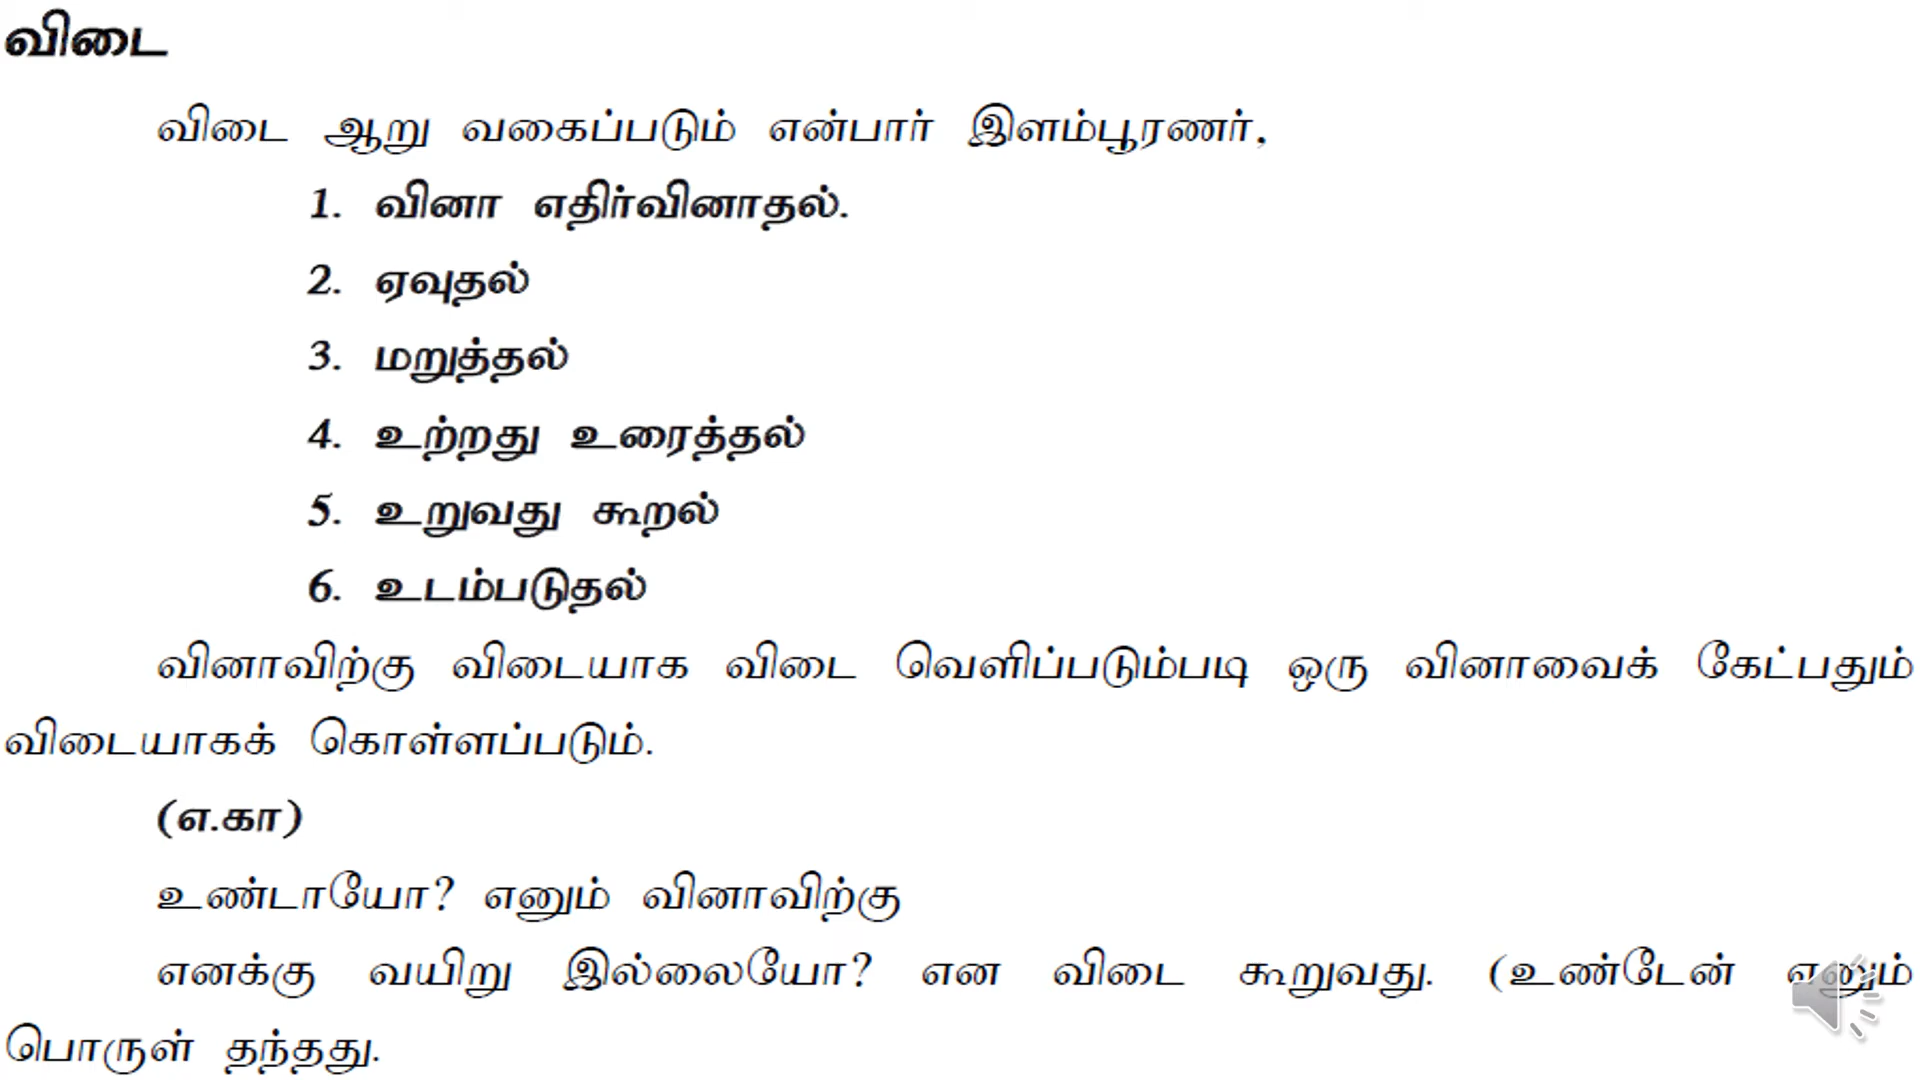 விடை
விடை ஆறு வகைப்படும் என்பார் இளம்பூரணர்,
1. வினா எதிர்வினாதல்.
2. ஏவுதல்
3. மறுத்தல்
4. உற்றது உரைத்தல்
5. உறுவது கூறல்
6. உடம்படுதல்
வினாவிற்கு விடையாக விடை வெளிப்படும்படி ஒரு வினாவைக் கேட்பதும்
விடையாகக் கொள்ளப்படும்.
(எ.கா)
உண்டாயோ? எனும் வினாவிற்கு
எனக்கு வயிறு இல்லையோ? என விடை கூறுவது. (உண்டேன் எனும்
பொருள் தந்தது.